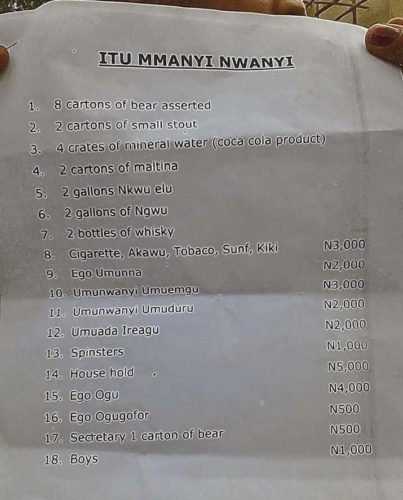 ITU MMANYI NWANYI
1. 8 cartons of bear asserted
2. 2 cartons of small stout
3. 4 crates of mineral water (coca cola product)
4. 2 cartons of maltina
5. 2 gallons Nkwu elu
6. 2 gallons of Ngwu
7. 2 bottles of whisky
8. Cigarette, Akawu, Tobaco, Sunf, Kiki N3,000
9. Ego Umunna N2,000
10. Umunwanyi Umuemgu N3,000
11. Umunwanyi Umuduru N2,000
12. Umuada Ireagu N2,000
13. Spinsters N1,000
14. House hold N5,000
15. Ego Ogu N4,000
16. Ego Ogugofor N500
17. Secretary 1 carton of bear N500
18. Boys N1,000